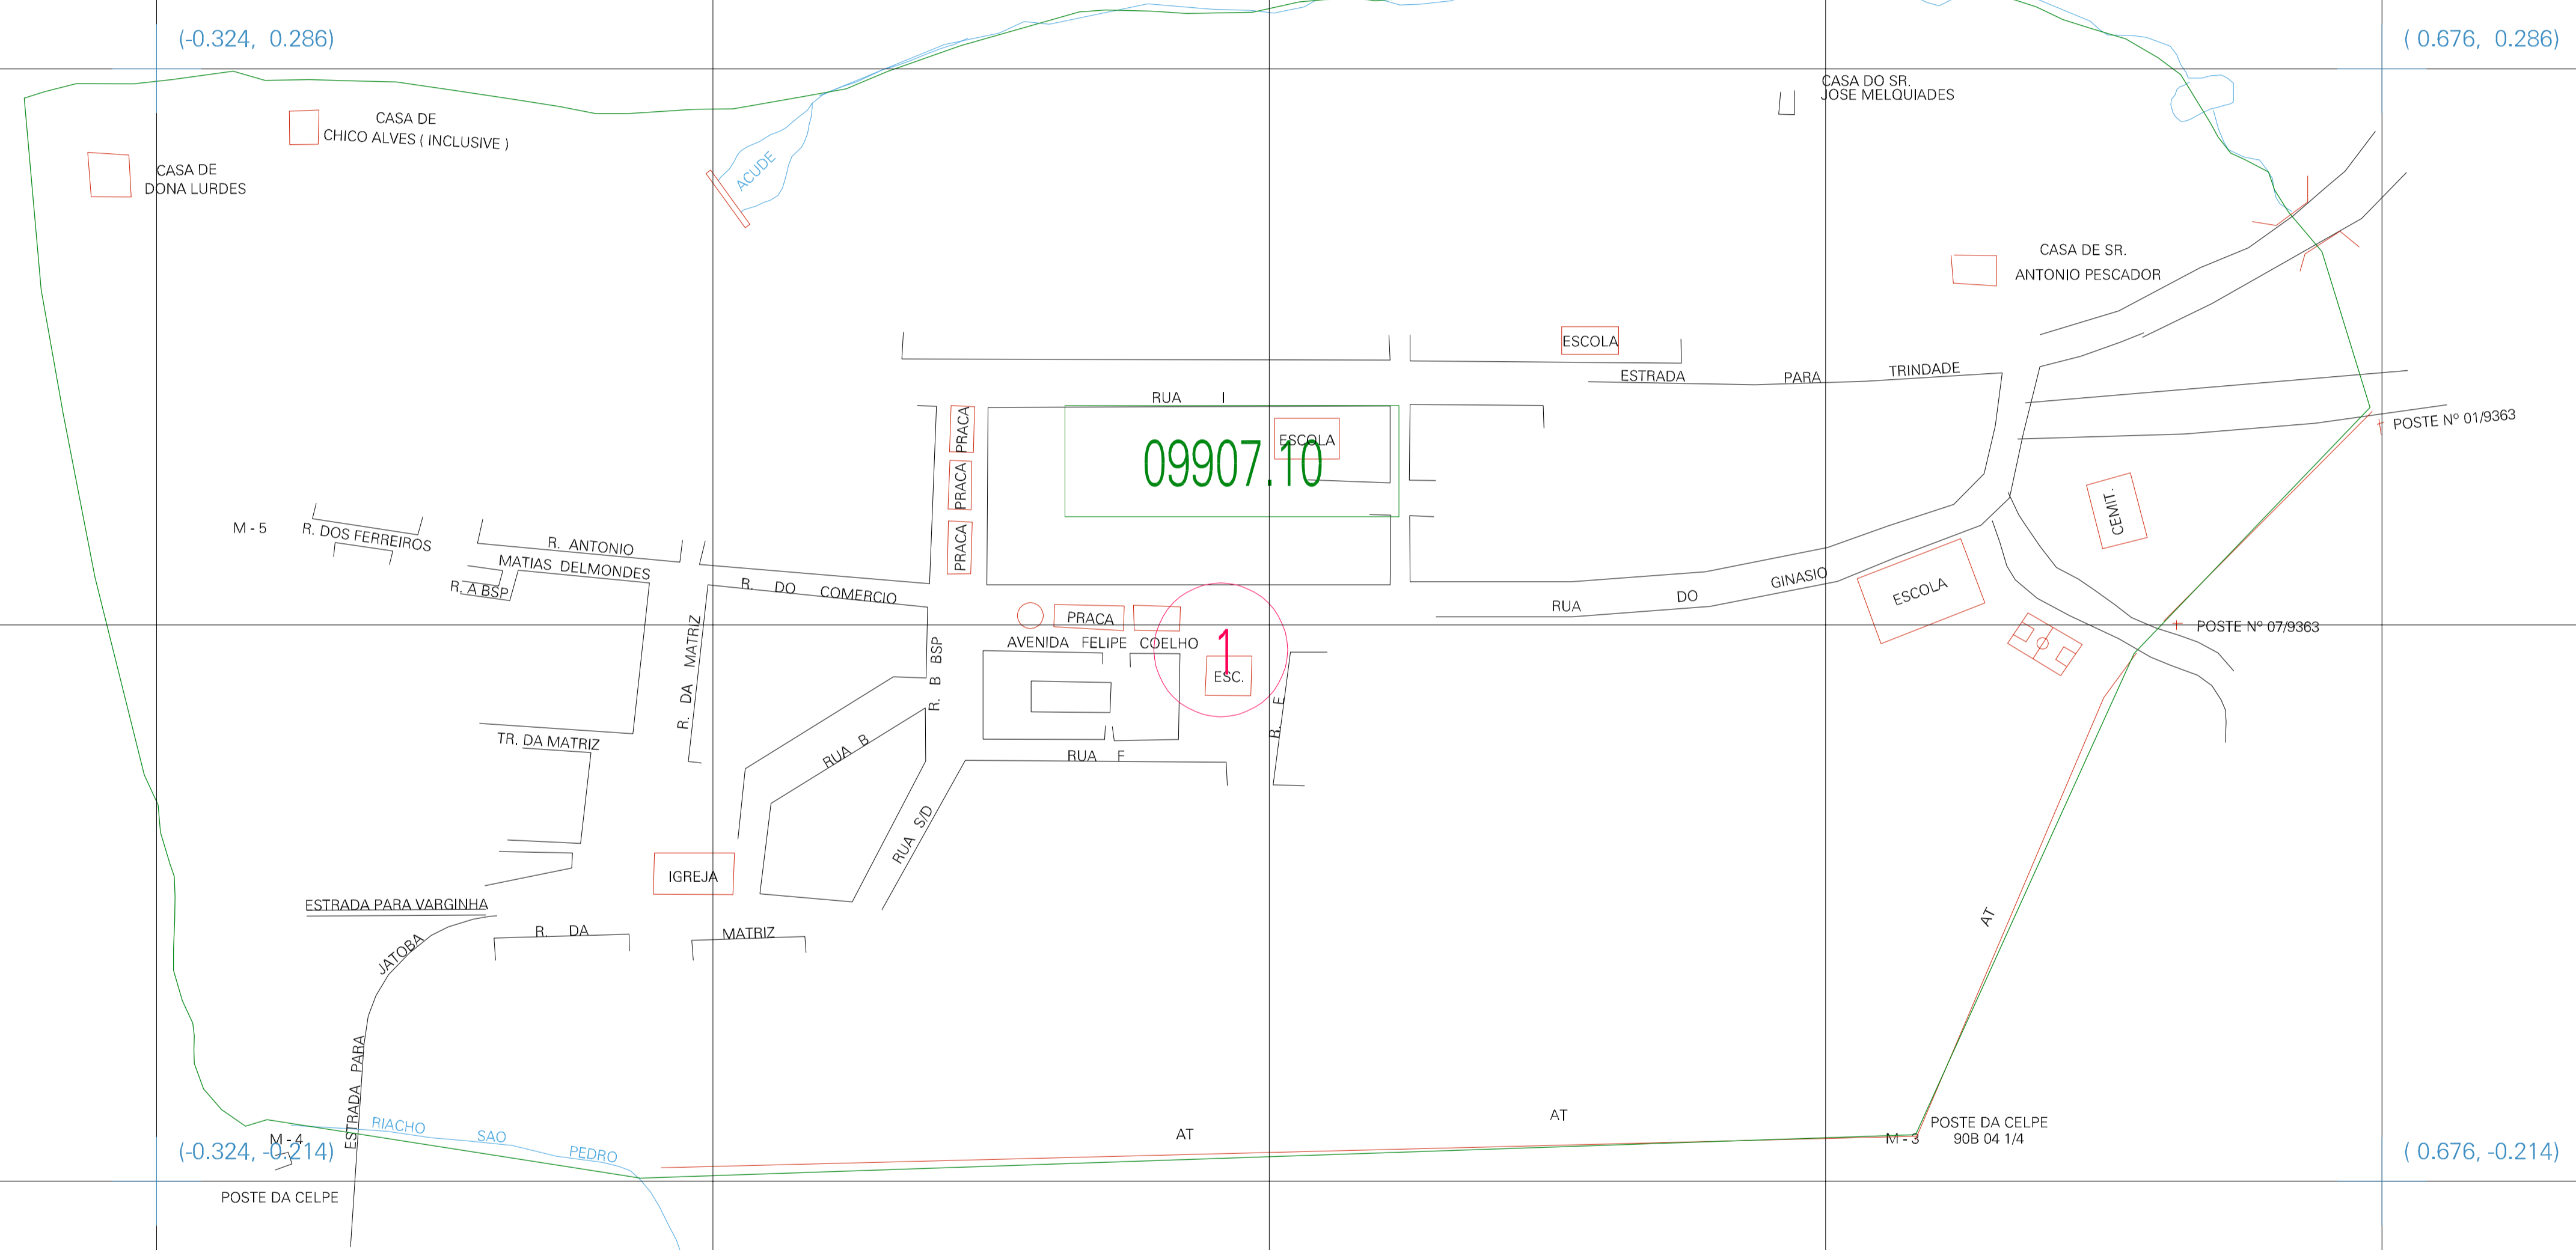 (-0.324, 0.286)
( 0.676, 0.286)
CASA DO SR.
JOSE MELQUIADES
CASA DE
CHICO ALVES ( INCLUSIVE )
CASA DE
DONA LURDES
ACUDE
CASA DE SR.
ANTONIO PESCADOR
ESCOLA
ESTRADA PARA TRINDADE
RUA I
PRACA
PRACA
PRACA
ESCOLA
09907.10
POSTE Nº 01/9363
CEMIT.
M - 5
R. DOS FERREIROS
R. ANTONIO
MATIAS DELMONDES
R. A BSP
R. DO COMERCIO
RUA DO GINASIO
ESCOLA
PRACA
POSTE Nº 07/9363
AVENIDA FELIPE COELHO
1
ESC.
R. DA MATRIZ
R. B BSP
R. E
TR. DA MATRIZ
RUA B
RUA F
RUA S/D
IGREJA
ESTRADA PARA VARGINHA
R. DA MATRIZ
JATOBA
ESTRADA PARA
AT
AT
AT
RIACHO SAO PEDRO
M - 4
(-0.324, -0.214)
POSTE DA CELPE
POSTE DA CELPE
90B 04 1/4
M - 3
( 0.676, -0.214)